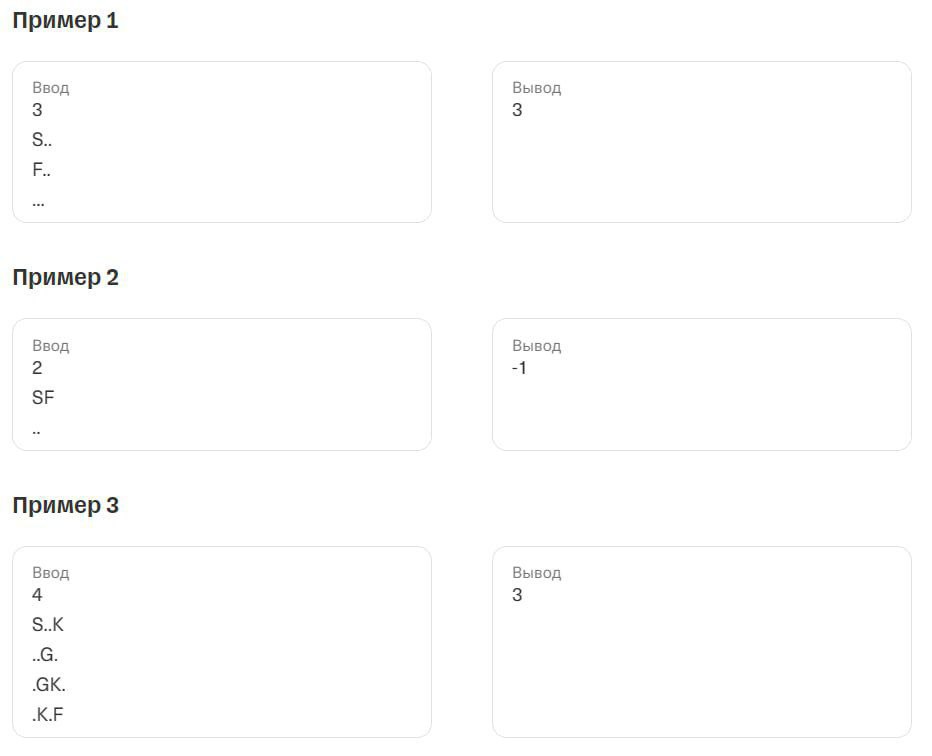 Пример 1
Ввод
3
S..
F..
...
Вывод
3
Пример 2
Ввод
2
SF
..
Вывод
-1
Пример 3
Ввод
4
S..K
..G.
.GK.
.K.F
Вывод
3